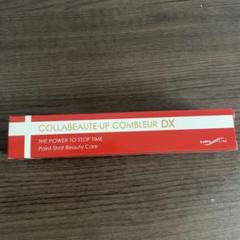 COLLABEAUTE-UP COMBLEUR DX
THE POWER TO STOP TIME
Point Shot Beauty Care